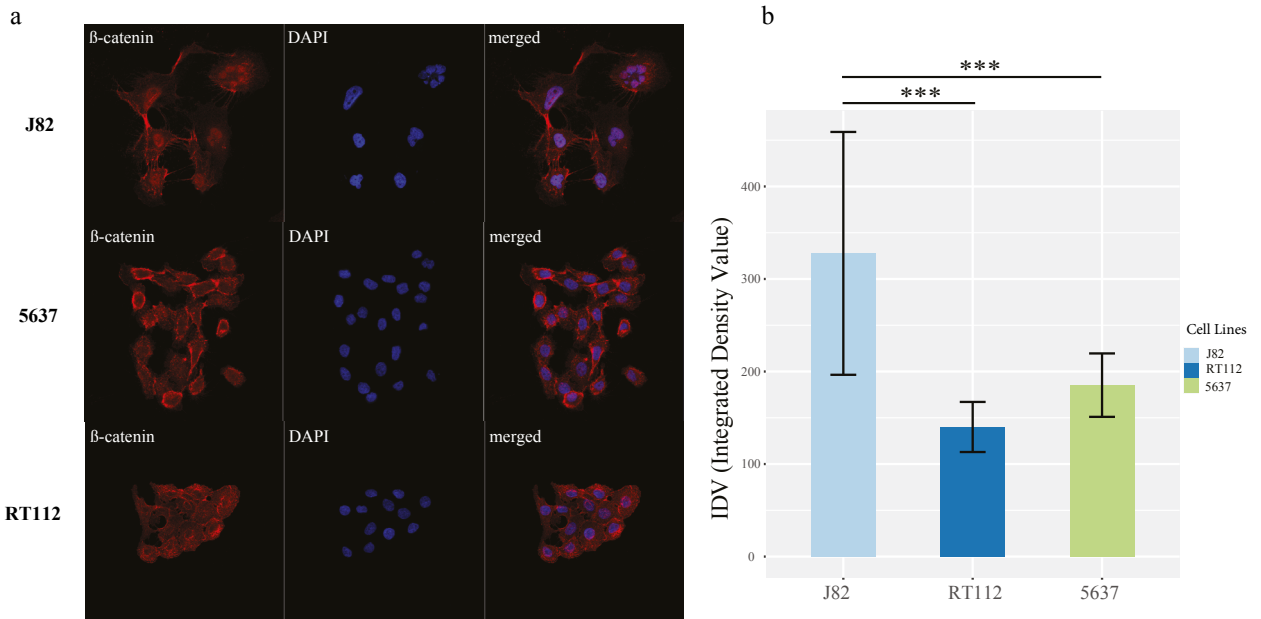 a
ß-catenin DAPI merged
J82
ß-catenin DAPI merged
5637
ß-catenin DAPI merged
RT112
b
***
***
IDV (Integrated Density Value)
400
300
200
100
0
J82 RT112 5637
Cell Lines
J82
RT112
5637